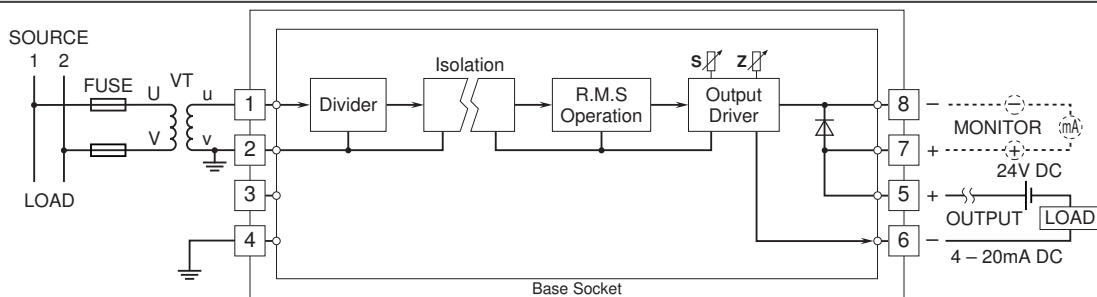 SOURCE
1 2
FUSE
VT
U
u
V
v
LOAD
1
2
3
4
Divider
Isolation
R.M.S
Operation
S
Z
Output
Driver
8 –
MONITOR
–
mA
7 +
+
24V DC
5 +
OUTPUT
LOAD
6 –
4 – 20mA DC
Base Socket